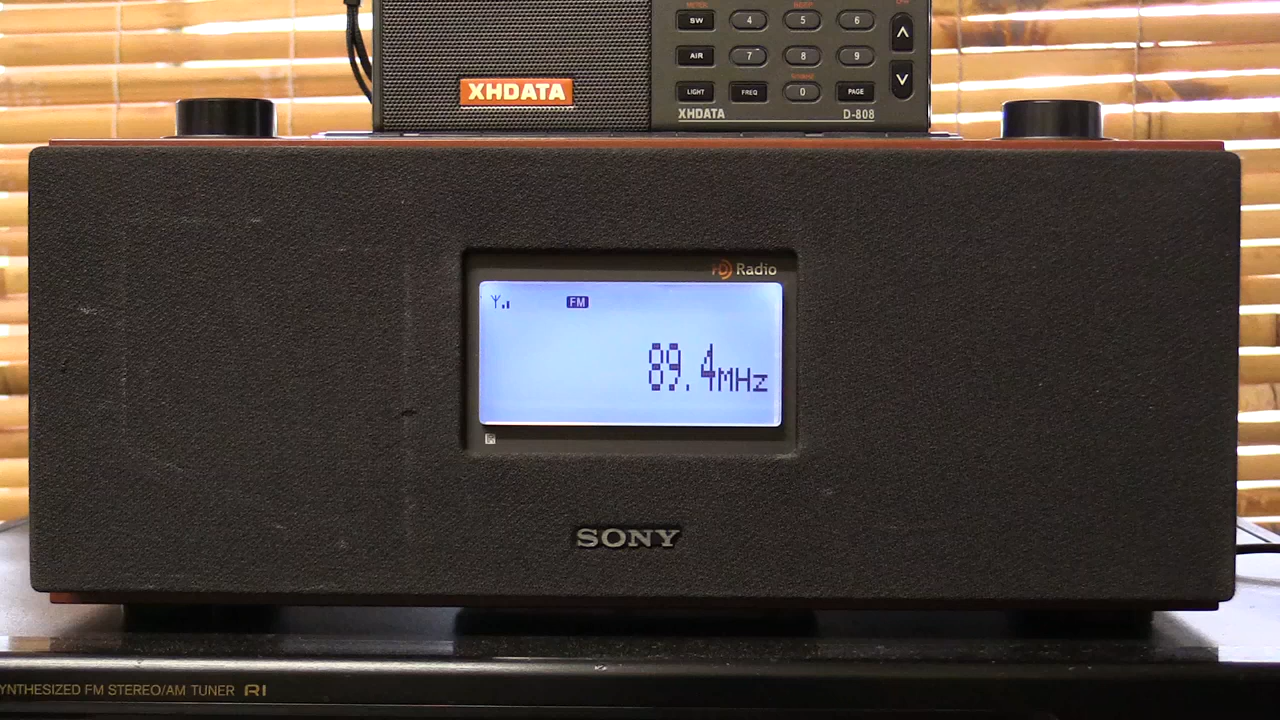 SW 4 5 6
AIR 7 8 9
LIGHT FREQ 0 PAGE
XHDATA
XHDATA D-808
HD Radio
FM
89.4MHz
SONY
YNTHESIZED FM STEREO/AM TUNER RI